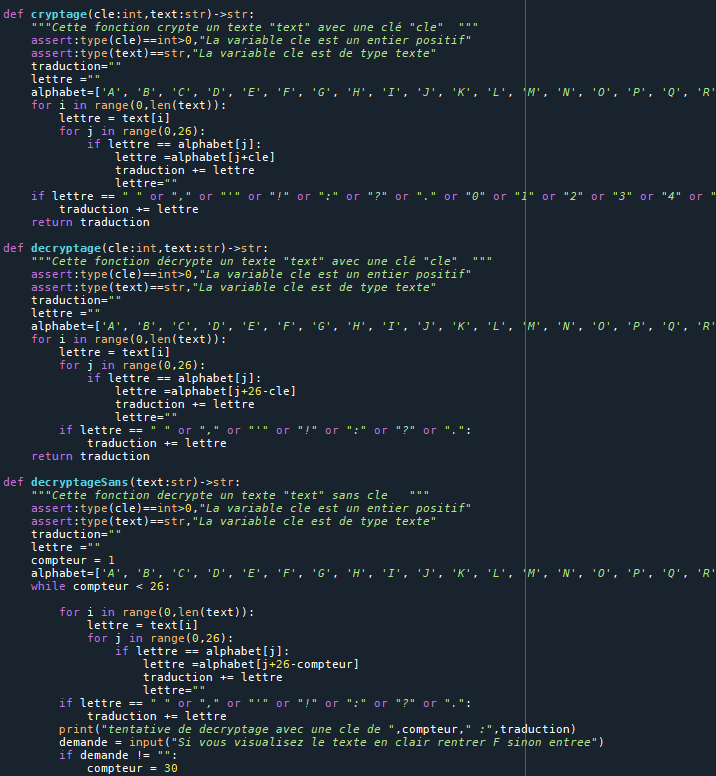 def cryptage(cle:int,text:str)->str:
    """Cette fonction crypte un texte "text" avec une clé "cle"  """
    assert:type(cle)==int>0,"La variable cle est un entier positif"
    assert:type(text)==str,"La variable cle est de type texte"
    traduction=""
    lettre =""
    alphabet=['A', 'B', 'C', 'D', 'E', 'F', 'G', 'H', 'I', 'J', 'K', 'L', 'M', 'N', 'O', 'P', 'Q', 'R'
    for i in range(0,len(text)):
        lettre = text[i]
        for j in range(0,26):
            if lettre == alphabet[j]:
                lettre =alphabet[j+cle]
                traduction += lettre
                lettre=""
    if lettre == " " or "," or "'" or "!" or ":" or "?" or "." or "0" or "1" or "2" or "3" or "4" or "
        traduction += lettre
    return traduction
def decryptage(cle:int,text:str)->str:
    """Cette fonction décrypte un texte "text" avec une clé "cle"  """
    assert:type(cle)==int>0,"La variable cle est un entier positif"
    assert:type(text)==str,"La variable cle est de type texte"
    traduction=""
    lettre =""
    alphabet=['A', 'B', 'C', 'D', 'E', 'F', 'G', 'H', 'I', 'J', 'K', 'L', 'M', 'N', 'O', 'P', 'Q', 'R'
    for i in range(0,len(text)):
        lettre = text[i]
        for j in range(0,26):
            if lettre == alphabet[j]:
                lettre =alphabet[j+26-cle]
                traduction += lettre
                lettre=""
        if lettre == " " or "," or "'" or "!" or ":" or "?" or ".":
            traduction += lettre
    return traduction
def decryptageSans(text:str)->str:
    """Cette fonction decrypte un texte "text" sans cle   """
    assert:type(cle)==int>0,"La variable cle est un entier positif"
    assert:type(text)==str,"La variable cle est de type texte"
    traduction=""
    lettre =""
    compteur = 1
    alphabet=['A', 'B', 'C', 'D', 'E', 'F', 'G', 'H', 'I', 'J', 'K', 'L', 'M', 'N', 'O', 'P', 'Q', 'R'
    while compteur < 26:
        for i in range(0,len(text)):
            lettre = text[i]
            for j in range(0,26):
                if lettre == alphabet[j]:
                    lettre =alphabet[j+26-compteur]
                    traduction += lettre
                    lettre=""
        if lettre == " " or "," or "'" or "!" or ":" or "?" or ".":
            traduction += lettre
        print("tentative de decryptage avec une cle de ",compteur," :",traduction)
        demande = input("Si vous visualisez le texte en clair rentrer F sinon entree")
        if demande != "":
            compteur = 30